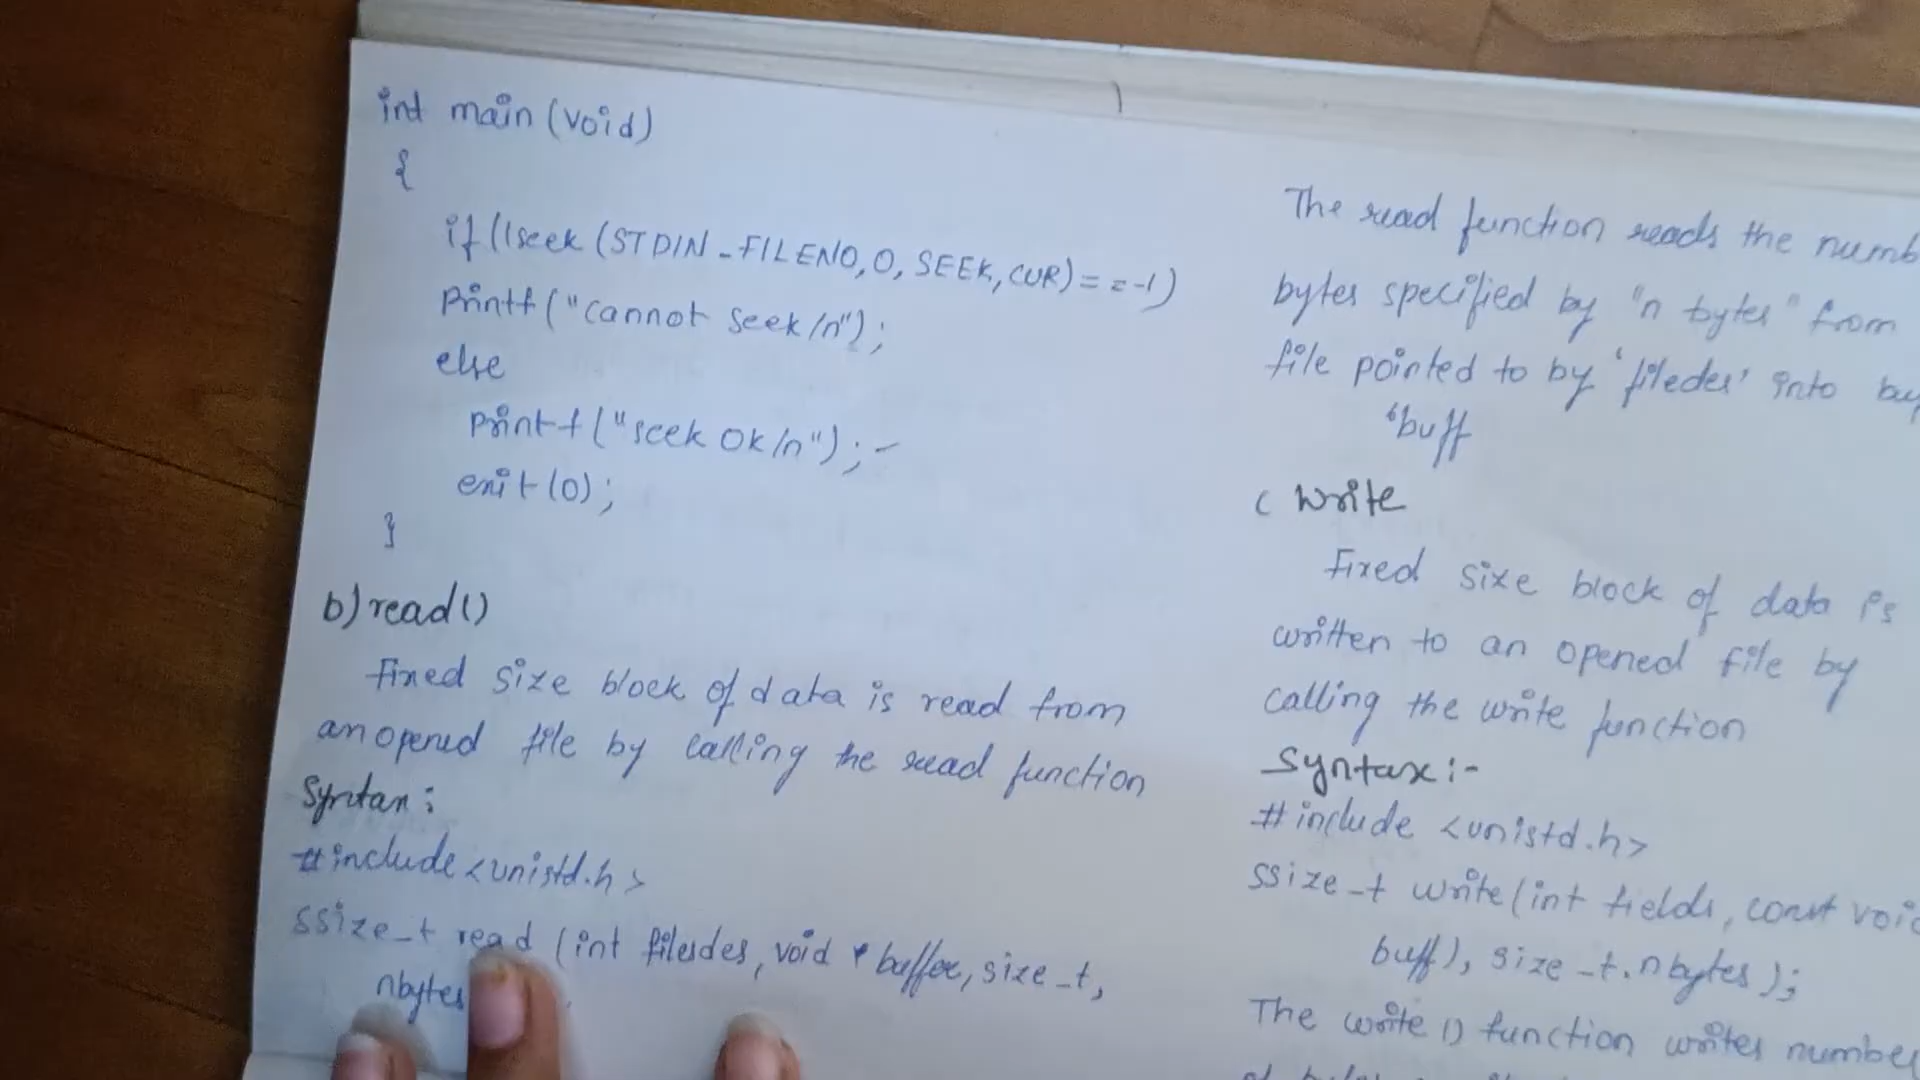 int main (void)
{
if (lseek (STDIN_FILENO, 0, SEEK, CUR) = = -1)
Printf ("cannot seek /n");
else
Printf ("seek ok /n"); -
exit (0);
}
b) read()
Fixed size block of data is read from
an opened file by calling the read function
Syntax :
#include <unistd.h>
ssize_t read (int filedes, void * buffer, size_t,
nbytes
The read function reads the numb
bytes specified by "n bytes" from
file pointed to by 'filedes' into
"buff
c Write
Fixed size block of data is
written to an opened file by
calling the write function
Syntax :-
#include <unistd.h>
ssize_t write (int fields, const voi
buff), size_t. nbytes );
The write () function writes number
of